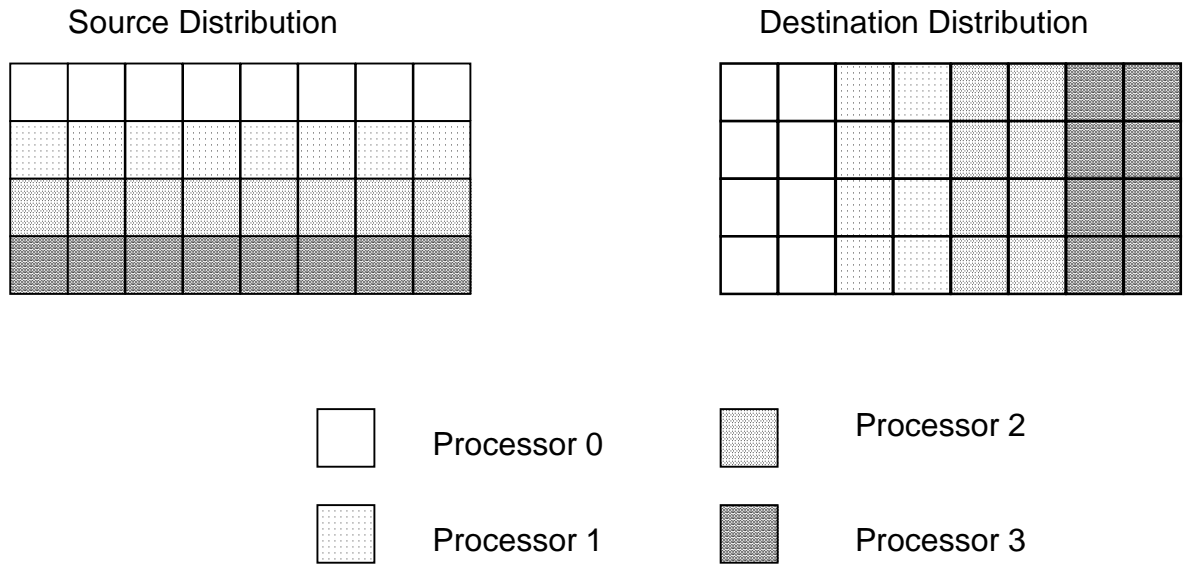 Source Distribution
Destination Distribution
Processor 0
Processor 2
Processor 1
Processor 3